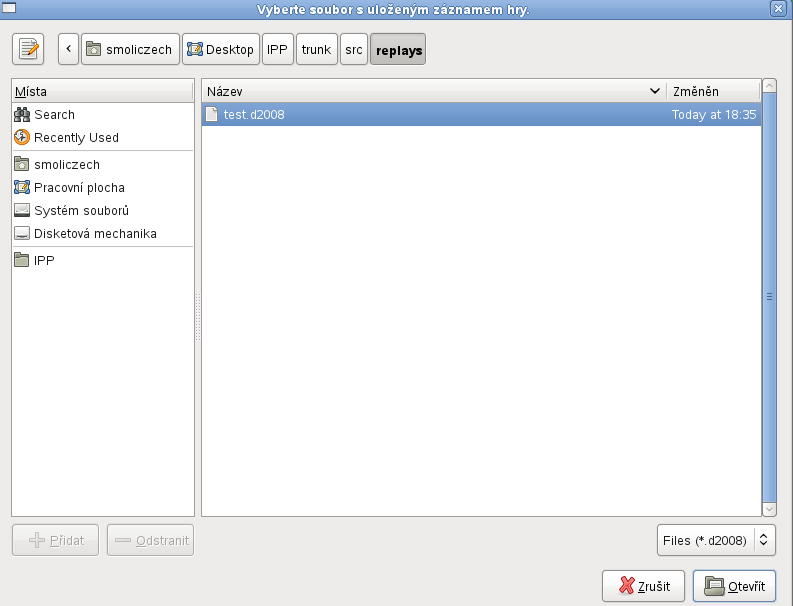 Vyberte soubor s uloženým záznamem hry.
< smoliczech Desktop IPP trunk src replays
Místa
Search
Recently Used
smoliczech
Pracovní plocha
Systém souborů
Disketová mechanika
IPP
Název Změněn
test.d2008 Today at 18:35
Přidat Odstranit Files (*.d2008)
Zrušit Otevřít